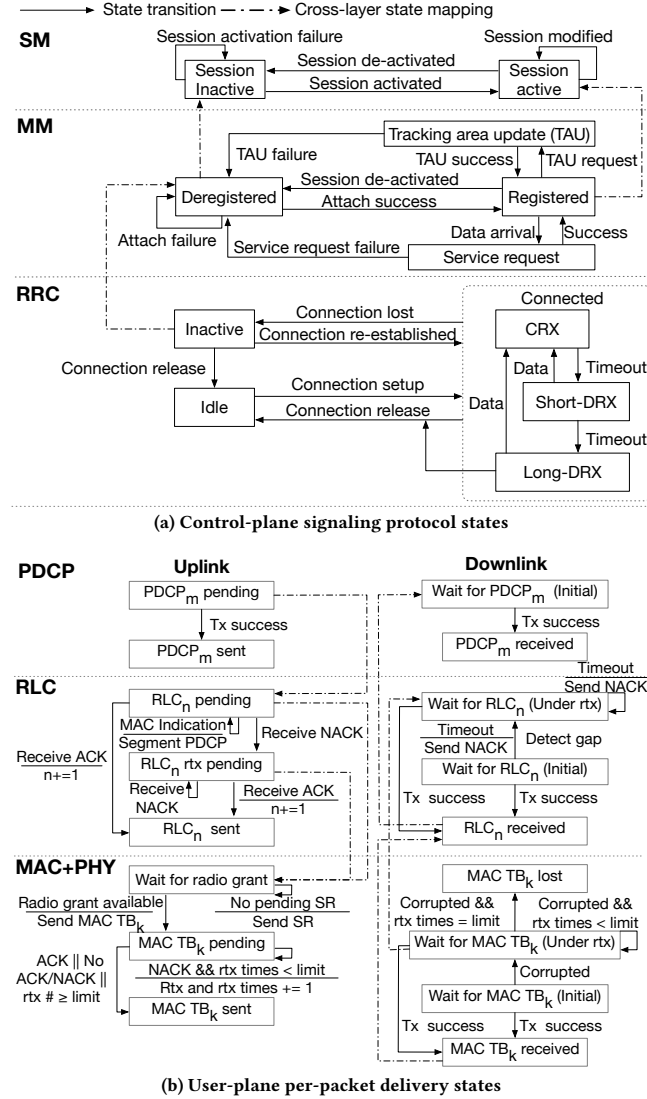 State transition
Cross-layer state mapping
SM
Session activation failure
Session modified
Session
Inactive
Session de-activated
Session activated
Session
active
MM
Tracking area update (TAU)
TAU failure
TAU success
TAU request
Deregistered
Session de-activated
Attach success
Registered
Attach failure
Service request failure
Data arrival
Success
Service request
RRC
Connected
Inactive
Connection lost
Connection re-established
CRX
Connection release
Data
Timeout
Idle
Connection setup
Connection release
Data
Short-DRX
Timeout
Long-DRX
(a) Control-plane signaling protocol states
Uplink
Downlink
PDCP
PDCPm pending
Tx success
PDCPm sent
Wait for PDCPm (Initial)
Tx success
PDCPm received
RLC
RLCn pending
MAC Indication
Segment PDCP
Receive NACK
Receive ACK
n+=1
RLCn rtx pending
Receive
NACK
Receive ACK
n+=1
RLCn sent
Timeout
Send NACK
Wait for RLCn (Under rtx)
Timeout
Send NACK
Detect gap
Wait for RLCn (Initial)
Tx success
Tx success
RLCn received
MAC+PHY
Wait for radio grant
Radio grant available
Send MAC TBk
No pending SR
Send SR
MAC TBk pending
ACK || No
ACK/NACK ||
rtx # ≥ limit
NACK && rtx times < limit
Rtx and rtx times += 1
MAC TBk sent
MAC TBk lost
Corrupted &&
rtx times = limit
Corrupted &&
rtx times < limit
Wait for MAC TBk (Under rtx)
Corrupted
Wait for MAC TBk (Initial)
Tx success
Tx success
MAC TBk received
(b) User-plane per-packet delivery states